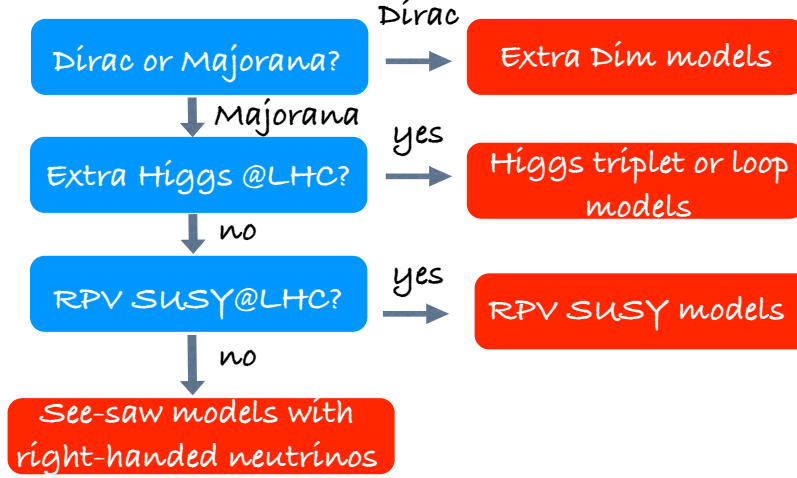 Dirac
Dirac or Majorana?
Extra Dim models
Majorana
yes
Extra Higgs @LHC?
Higgs triplet or loop
models
no
yes
RPV SUSY@LHC?
RPV SUSY models
no
See-saw models with
right-handed neutrinos